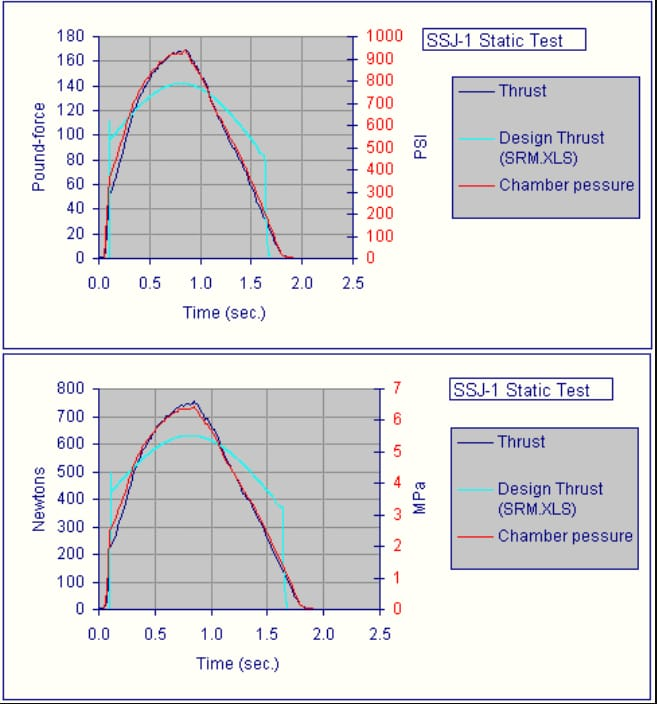 SSJ-1 Static Test
180
160
140
120
100
80
60
40
20
0
Pound-force
1000
900
800
700
600
500
400
300
200
100
0
PSI
0.0 0.5 1.0 1.5 2.0 2.5
Time (sec.)
Thrust
Design Thrust
(SRM.XLS)
Chamber pessure
SSJ-1 Static Test
800
700
600
500
400
300
200
100
0
Newtons
7
6
5
4
3
2
1
0
MPa
0.0 0.5 1.0 1.5 2.0 2.5
Time (sec.)
Thrust
Design Thrust
(SRM.XLS)
Chamber pressure